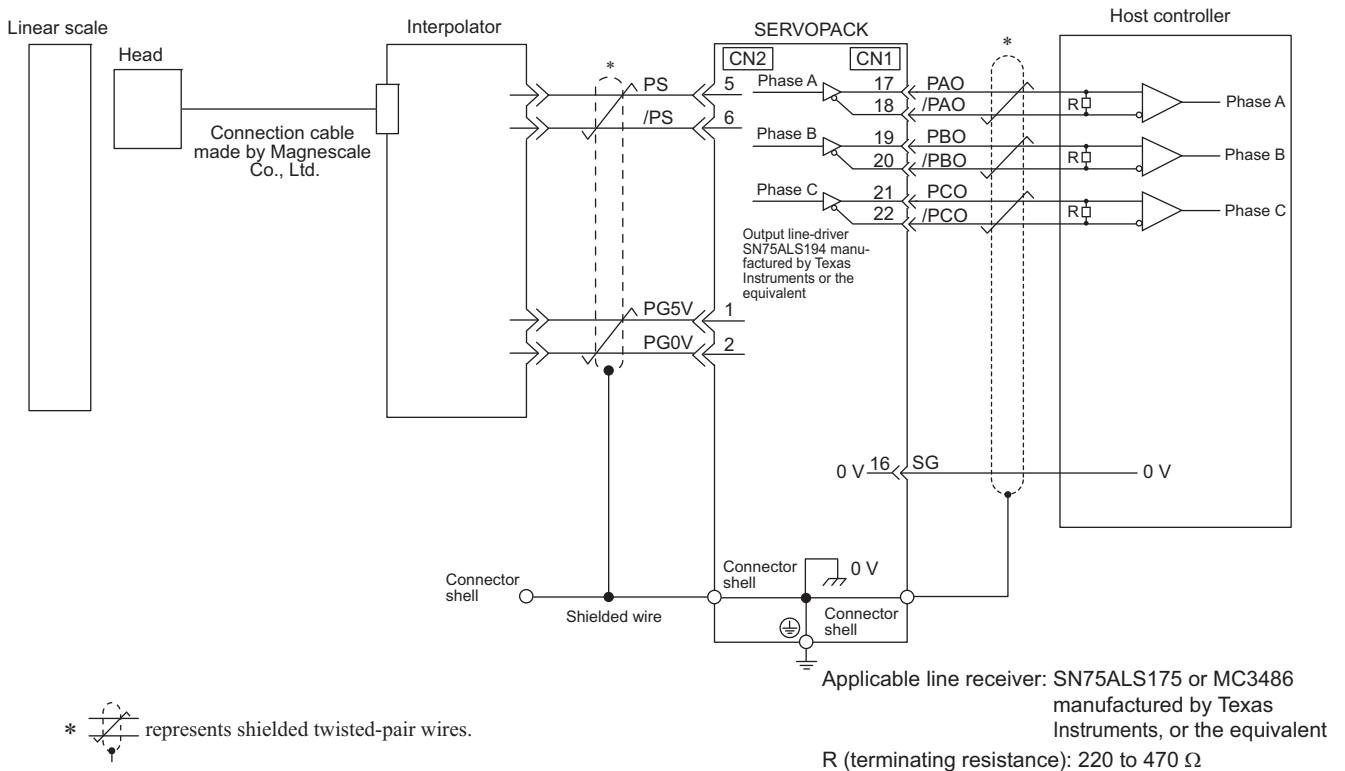 Linear scale
Head
Connection cable
made by Magnescale
Co., Ltd.
Interpolator
*
PS
/PS
PG5V
PG0V
SERVOPACK
CN2
CN1
5
6
1
2
Phase A
Phase B
Phase C
Output line-driver
SN75ALS194 manu-
factured by Texas
Instruments or the
equivalent
17 PAO
18 /PAO
19 PBO
20 /PBO
21 PCO
22 /PCO
0 V 16 SG
*
Host controller
R
R
R
Phase A
Phase B
Phase C
0 V
Connector
shell
Shielded wire
Connector
shell
0 V
Connector
shell
Applicable line receiver: SN75ALS175 or MC3486
manufactured by Texas
Instruments, or the equivalent
R (terminating resistance): 220 to 470 Ω
* represents shielded twisted-pair wires.